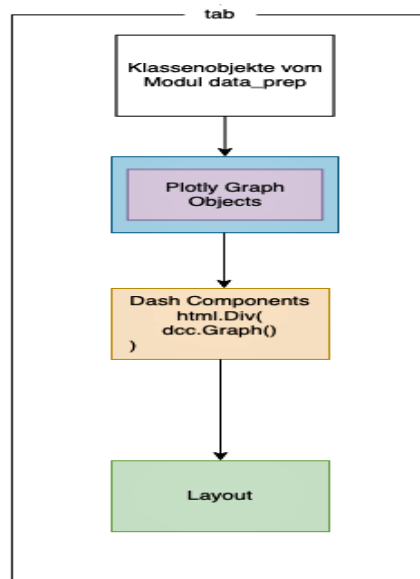 tab
Klassenobjekte vom
Modul data_prep
Plotly Graph
Objects
Dash Components
html.Div(
dcc.Graph()
)
Layout